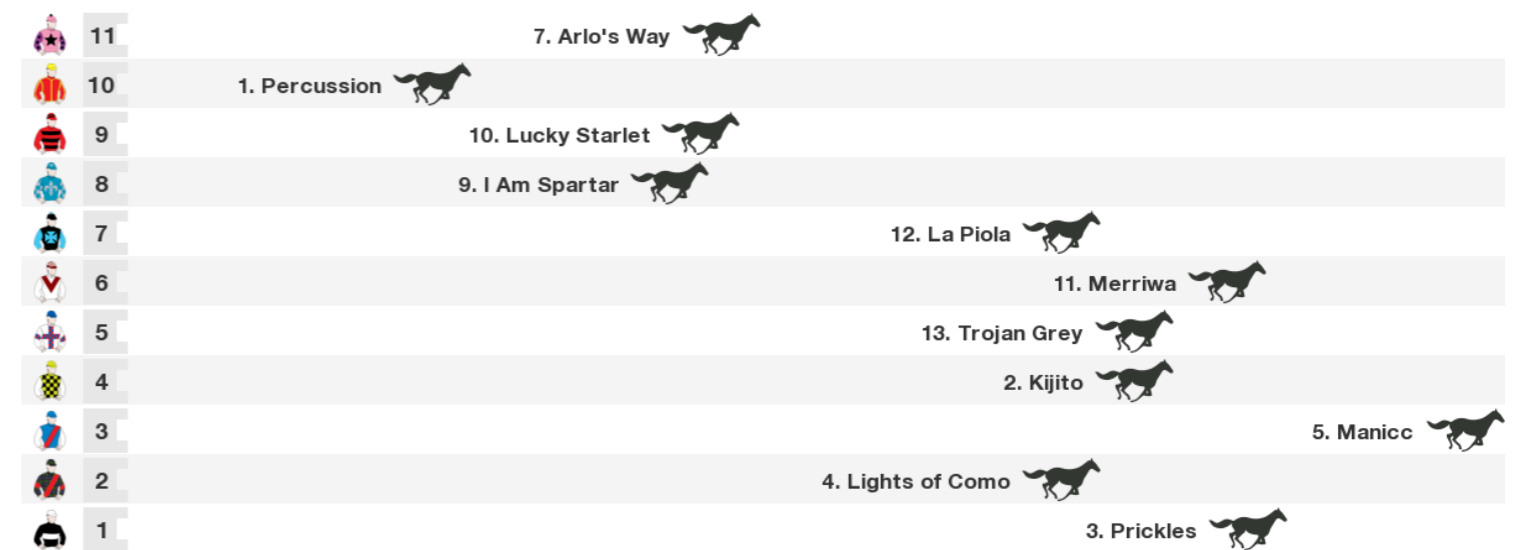 11 7. Arlo's Way
10 1. Percussion
9 10. Lucky Starlet
8 9. I Am Spartar
7 12. La Piola
6 11. Merriwa
5 13. Trojan Grey
4 2. Kijito
3 5. Manicc
2 4. Lights of Como
1 3. Prickles